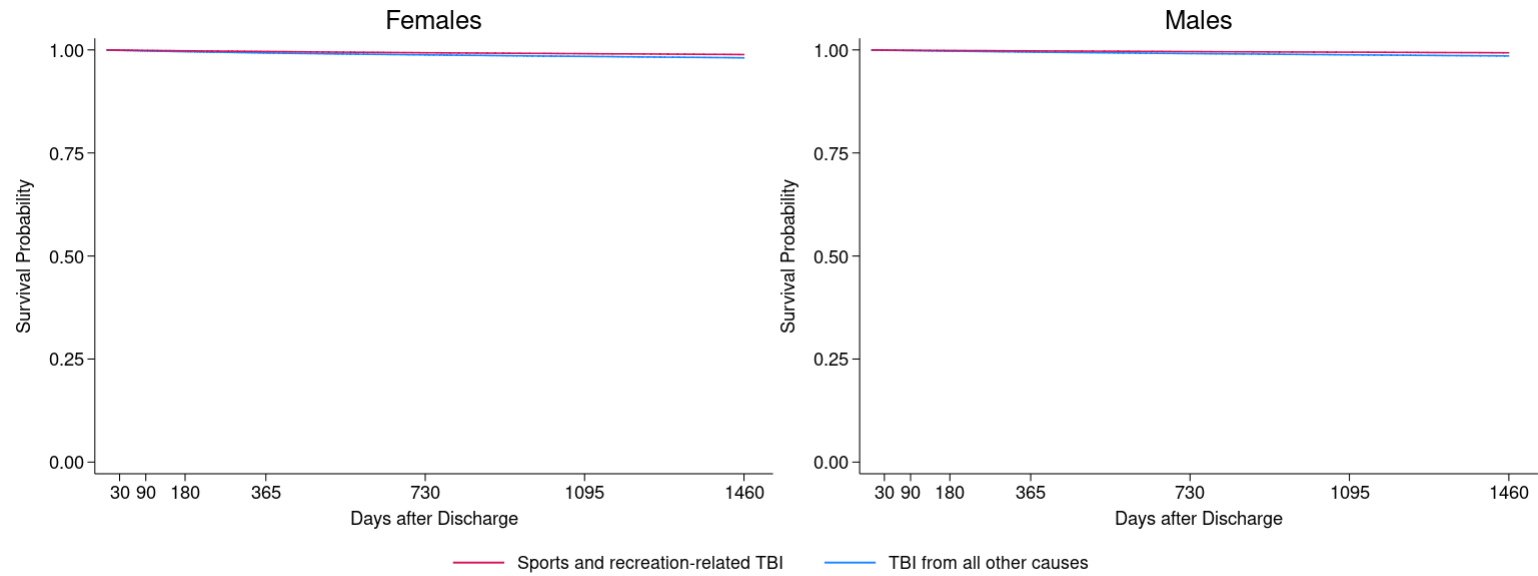 Females
Survival Probability
1.00
0.75
0.50
0.25
0.00
30 90 180 365 730 1095 1460
Days after Discharge
Males
Survival Probability
1.00
0.75
0.50
0.25
0.00
30 90 180 365 730 1095 1460
Days after Discharge
Sports and recreation-related TBI TBI from all other causes